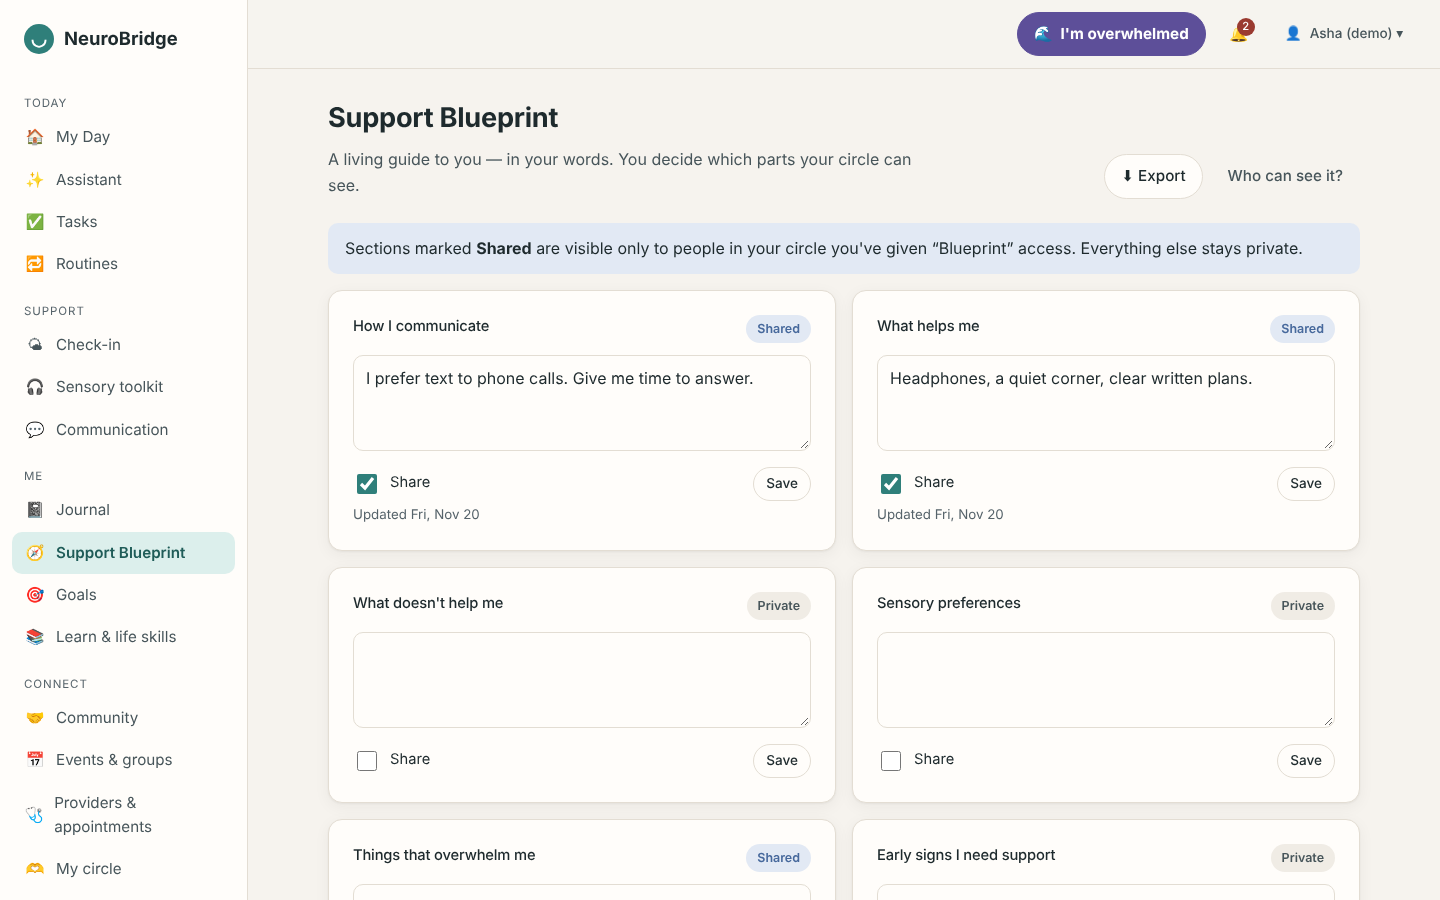 NeuroBridge
TODAY
My Day
Assistant
Tasks
Routines
SUPPORT
Check-in
Sensory toolkit
Communication
ME
Journal
Support Blueprint
Goals
Learn & life skills
CONNECT
Community
Events & groups
Providers &
appointments
My circle
I'm overwhelmed
2
Asha (demo) ▾
Support Blueprint
A living guide to you — in your words. You decide which parts your circle can
see.
⬇ Export
Who can see it?
Sections marked Shared are visible only to people in your circle you've given “Blueprint” access. Everything else stays private.
How I communicate
Shared
I prefer text to phone calls. Give me time to answer.
Share
Save
Updated Fri, Nov 20
What helps me
Shared
Headphones, a quiet corner, clear written plans.
Share
Save
Updated Fri, Nov 20
What doesn't help me
Private
Share
Save
Sensory preferences
Private
Share
Save
Things that overwhelm me
Shared
Early signs I need support
Private